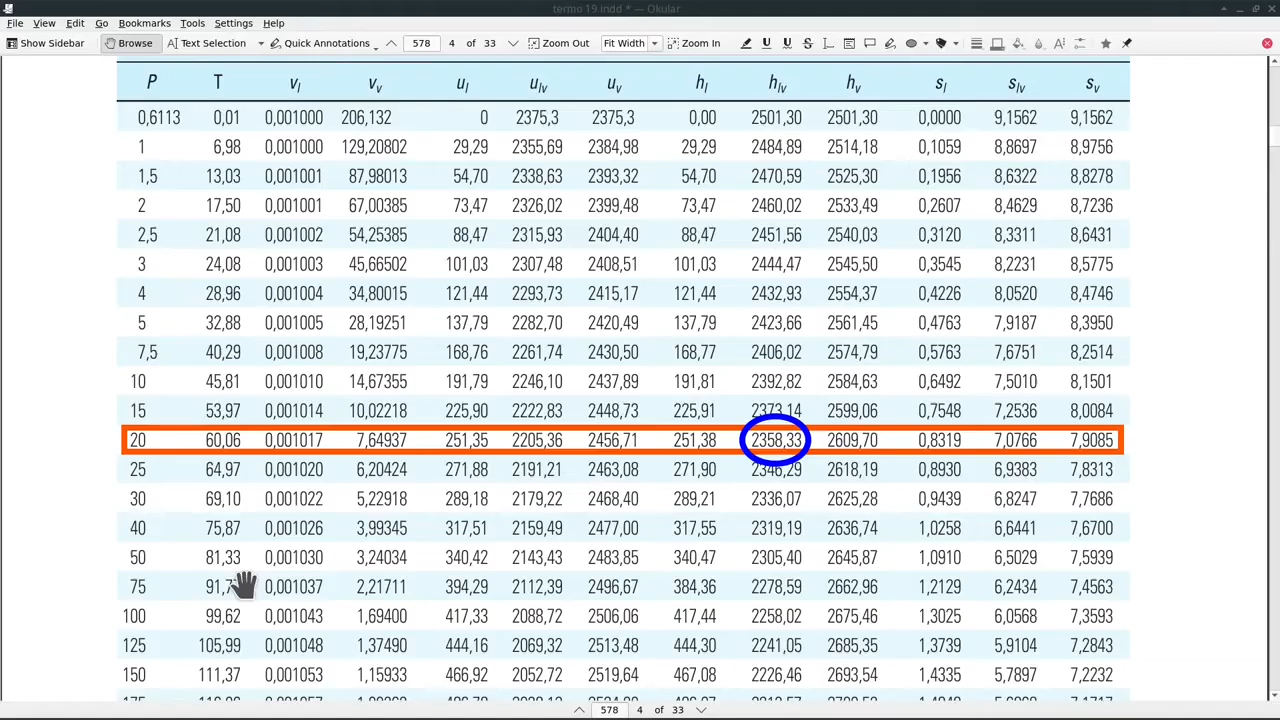 termo 19.indd * — Okular
File View Edit Go Bookmarks Tools Settings Help
Show Sidebar Browse Text Selection Quick Annotations 578 4 of 33 Zoom Out Fit Width Zoom In
P T vl vv ul ulv uv hl hlv hv sl slv sv
0,6113 0,01 0,001000 206,132 0 2375,3 2375,3 0,00 2501,30 2501,30 0,0000 9,1562 9,1562
1 6,98 0,001000 129,20802 29,29 2355,69 2384,98 29,29 2484,89 2514,18 0,1059 8,8697 8,9756
1,5 13,03 0,001001 87,98013 54,70 2338,63 2393,32 54,70 2470,59 2525,30 0,1956 8,6322 8,8278
2 17,50 0,001001 67,00385 73,47 2326,02 2399,48 73,47 2460,02 2533,49 0,2607 8,4629 8,7236
2,5 21,08 0,001002 54,25385 88,47 2315,93 2404,40 88,47 2451,56 2540,03 0,3120 8,3311 8,6431
3 24,08 0,001003 45,66502 101,03 2307,48 2408,51 101,03 2444,47 2545,50 0,3545 8,2231 8,5775
4 28,96 0,001004 34,80015 121,44 2293,73 2415,17 121,44 2432,93 2554,37 0,4226 8,0520 8,4746
5 32,88 0,001005 28,19251 137,79 2282,70 2420,49 137,79 2423,66 2561,45 0,4763 7,9187 8,3950
7,5 40,29 0,001008 19,23775 168,76 2261,74 2430,50 168,77 2406,02 2574,79 0,5763 7,6751 8,2514
10 45,81 0,001010 14,67355 191,79 2246,10 2437,89 191,81 2392,82 2584,63 0,6492 7,5010 8,1501
15 53,97 0,001014 10,02218 225,90 2222,83 2448,73 225,91 2373,14 2599,06 0,7548 7,2536 8,0084
20 60,06 0,001017 7,64937 251,35 2205,36 2456,71 251,38 2358,33 2609,70 0,8319 7,0766 7,9085
25 64,97 0,001020 6,20424 271,88 2191,21 2463,08 271,90 2346,29 2618,19 0,8930 6,9383 7,8313
30 69,10 0,001022 5,22918 289,18 2179,22 2468,40 289,21 2336,07 2625,28 0,9439 6,8247 7,7686
40 75,87 0,001026 3,99345 317,51 2159,49 2477,00 317,55 2319,19 2636,74 1,0258 6,6441 7,6700
50 81,33 0,001030 3,24034 340,42 2143,43 2483,85 340,47 2305,40 2645,87 1,0910 6,5029 7,5939
75 0,001037 2,21711 394,29 2112,39 2496,67 384,36 2278,59 2662,96 1,2129 6,2434 7,4563
100 99,62 0,001043 1,69400 417,33 2088,72 2506,06 417,44 2258,02 2675,46 1,3025 6,0568 7,3593
125 105,99 0,001048 1,37490 444,16 2069,32 2513,48 444,30 2241,05 2685,35 1,3739 5,9104 7,2843
150 111,37 0,001053 1,15933 466,92 2052,72 2519,64 467,08 2226,46 2693,54 1,4335 5,7897 7,2232
578 4 of 33